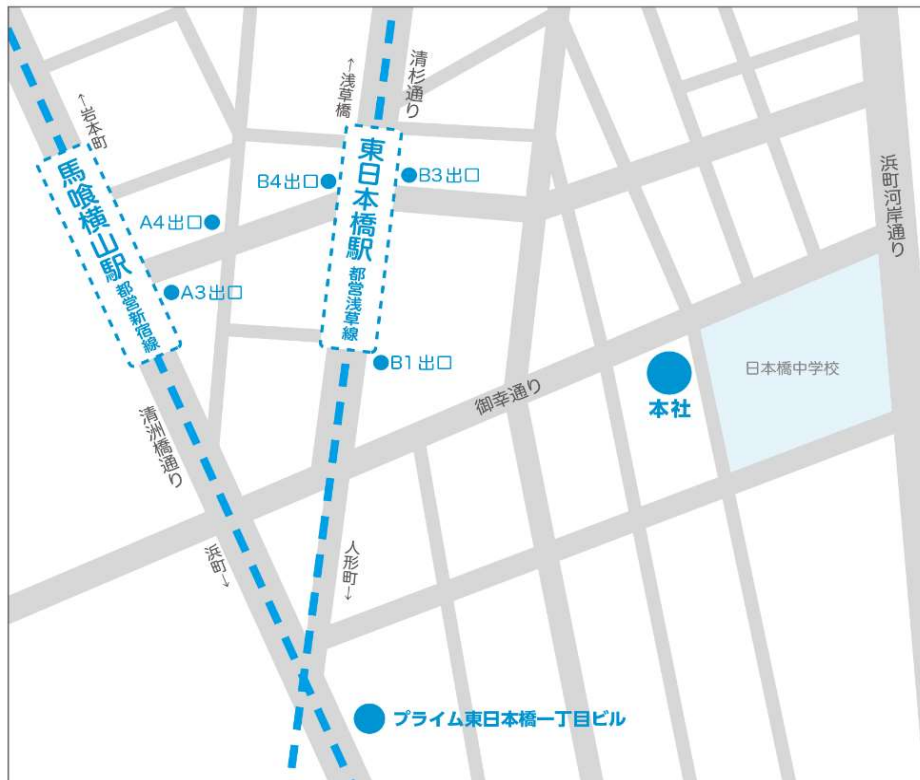 清杉通り
←浅草橋
←岩本町
東日本橋駅 都営浅草線
馬喰横山駅 都営新宿線
B4出口
B3出口
浜町河岸通り
A4出口
A3出口
B1出口
日本橋中学校
御幸通り
本社
清洲橋通り
浜町→
人形町→
プライム東日本橋一丁目ビル